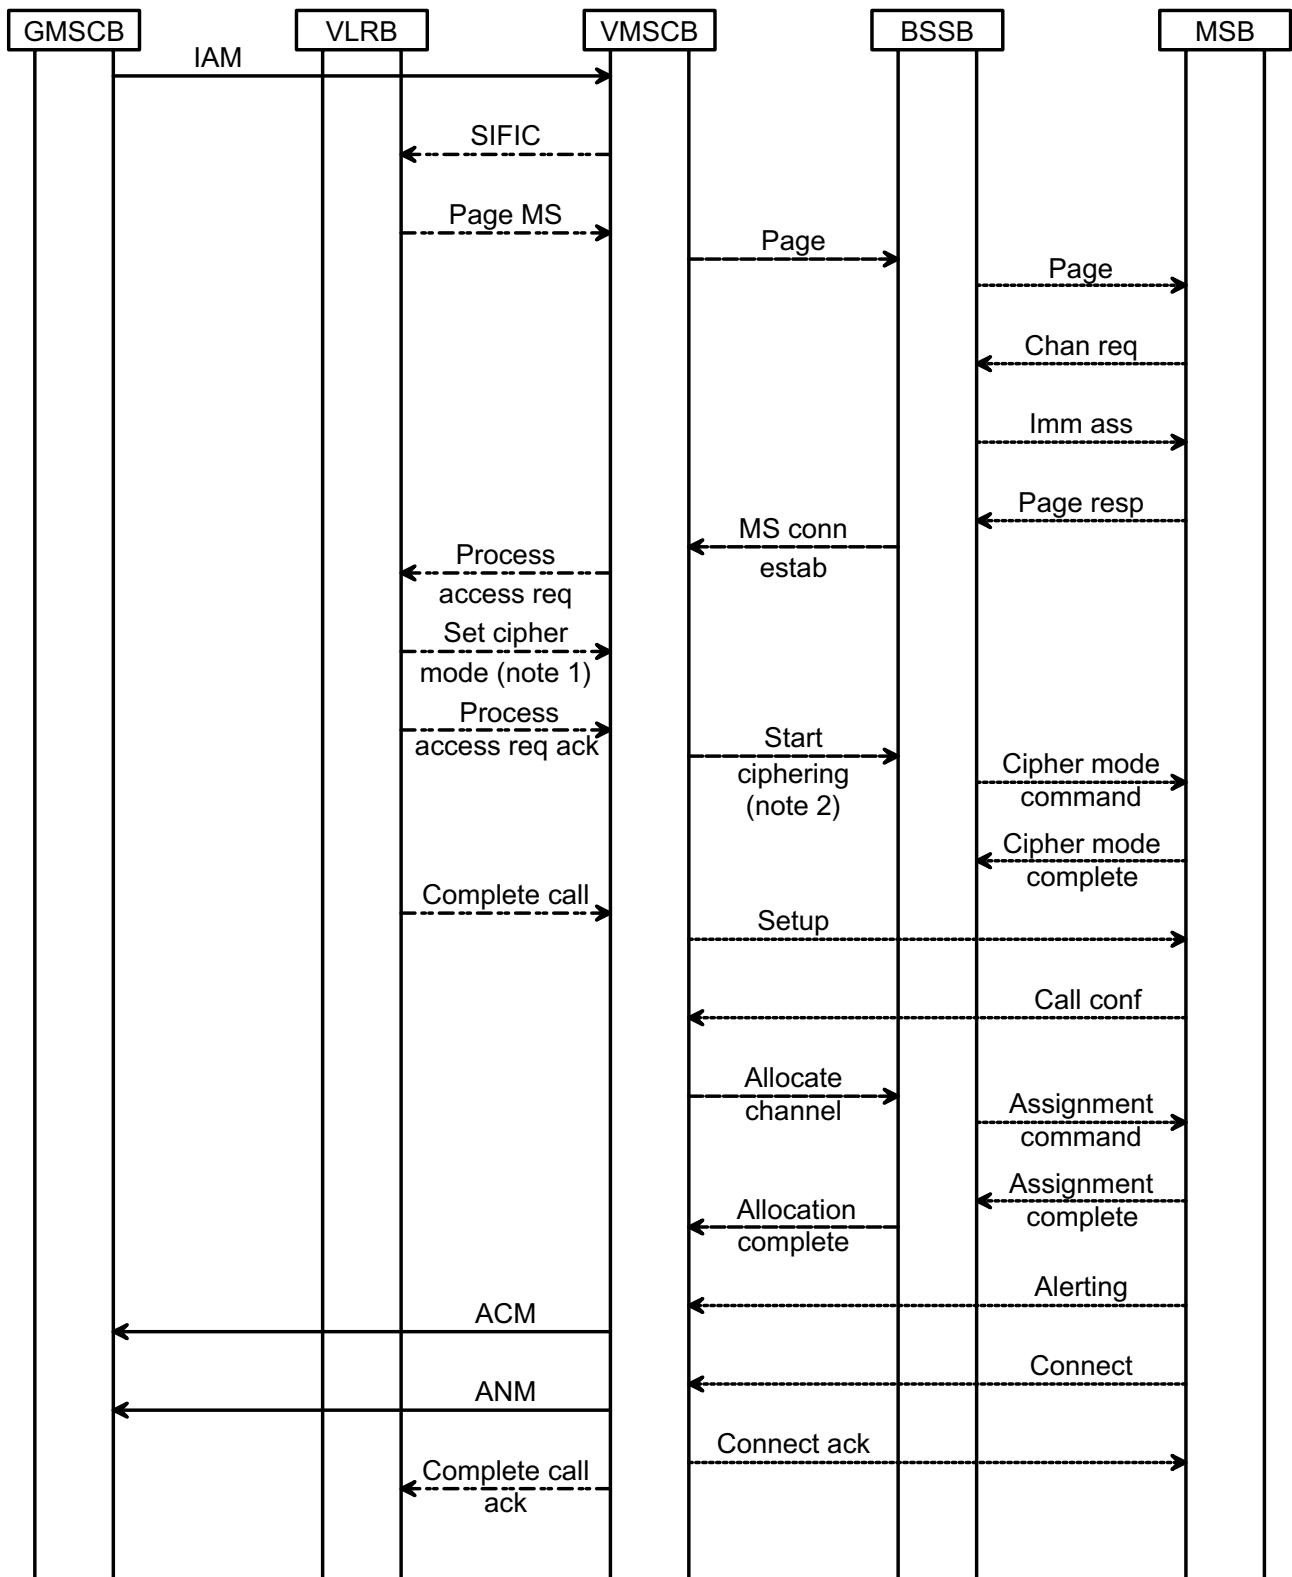 GMSCB
VLRB
VMSCB
BSSB
MSB
IAM
SIFIC
Page MS
Page
Page
Chan req
Imm ass
Page resp
MS conn
estab
Process
access req
Set cipher
mode (note 1)
Process
access req ack
Start
ciphering
(note 2)
Cipher mode
command
Cipher mode
complete
Complete call
Setup
Call conf
Allocate
channel
Assignment
command
Assignment
complete
Allocation
complete
Alerting
ACM
Connect
ANM
Connect ack
Complete call
ack